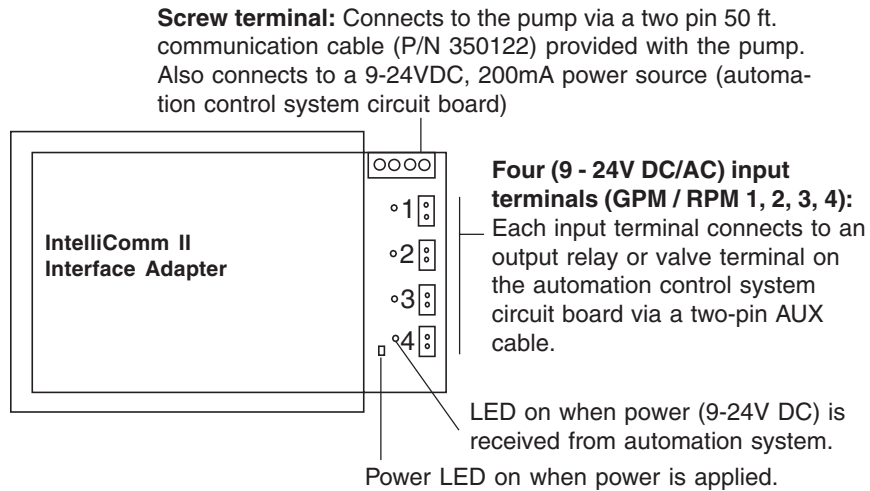 Screw terminal: Connects to the pump via a two pin 50 ft.
communication cable (P/N 350122) provided with the pump.
Also connects to a 9-24VDC, 200mA power source (automa-
tion control system circuit board)
IntelliComm II
Interface Adapter
1
2
3
4
Four (9 - 24V DC/AC) input
terminals (GPM / RPM 1, 2, 3, 4):
Each input terminal connects to an
output relay or valve terminal on
the automation control system
circuit board via a two-pin AUX
cable.
LED on when power (9-24V DC) is
received from automation system.
Power LED on when power is applied.